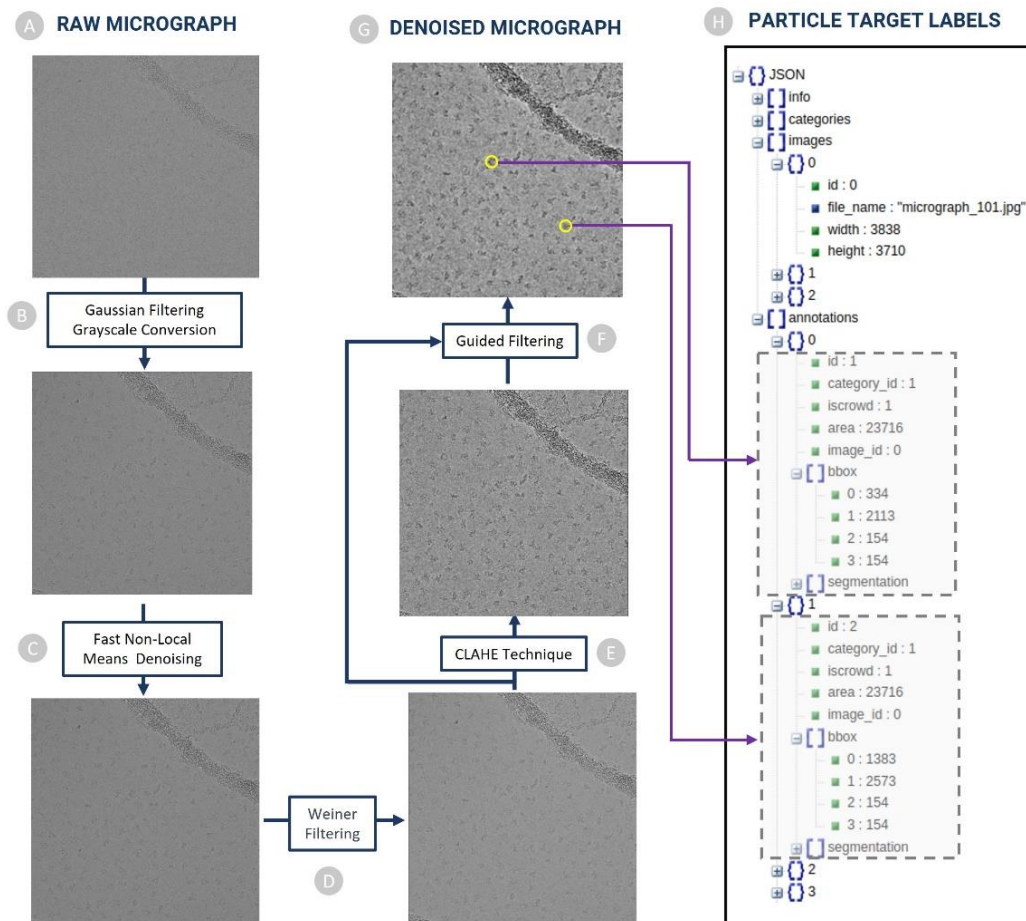 A RAW MICROGRAPH
B
Gaussian Filtering
Grayscale Conversion
C
Fast Non-Local
Means Denoising
Weiner
Filtering
D
G DENOISED MICROGRAPH
Guided Filtering
F
CLAHE Technique
E
H PARTICLE TARGET LABELS
JSON
info
categories
images
0
id : 0
file_name : "micrograph_101.jpg"
width : 3838
height : 3710
1
2
annotations
0
id : 1
category_id : 1
iscrowd : 1
area : 23716
image_id : 0
bbox
0 : 334
1 : 2113
2 : 154
3 : 154
segmentation
1
id : 2
category_id : 1
iscrowd : 1
area : 23716
image_id : 0
bbox
0 : 1383
1 : 2573
2 : 154
3 : 154
segmentation
2
3